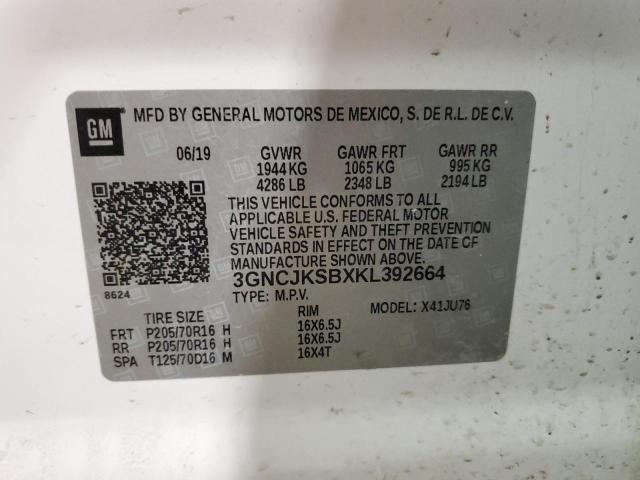 GM MFD BY GENERAL MOTORS DE MEXICO, S. DE R.L. DE C.V.
06/19 GVWR GAWR FRT GAWR RR
1944 KG 1065 KG 995 KG
4286 LB 2348 LB 2194 LB
THIS VEHICLE CONFORMS TO ALL
APPLICABLE U.S. FEDERAL MOTOR
VEHICLE SAFETY AND THEFT PREVENTION
STANDARDS IN EFFECT ON THE DATE OF
MANUFACTURE SHOWN ABOVE.
3GNCJKSBXKL392664
8624 TYPE: M.P.V. MODEL: X41JU76
TIRE SIZE RIM
FRT P205/70R16 H 16X6.5J
RR P205/70R16 H 16X6.5J
SPA T125/70D16 M 16X4T